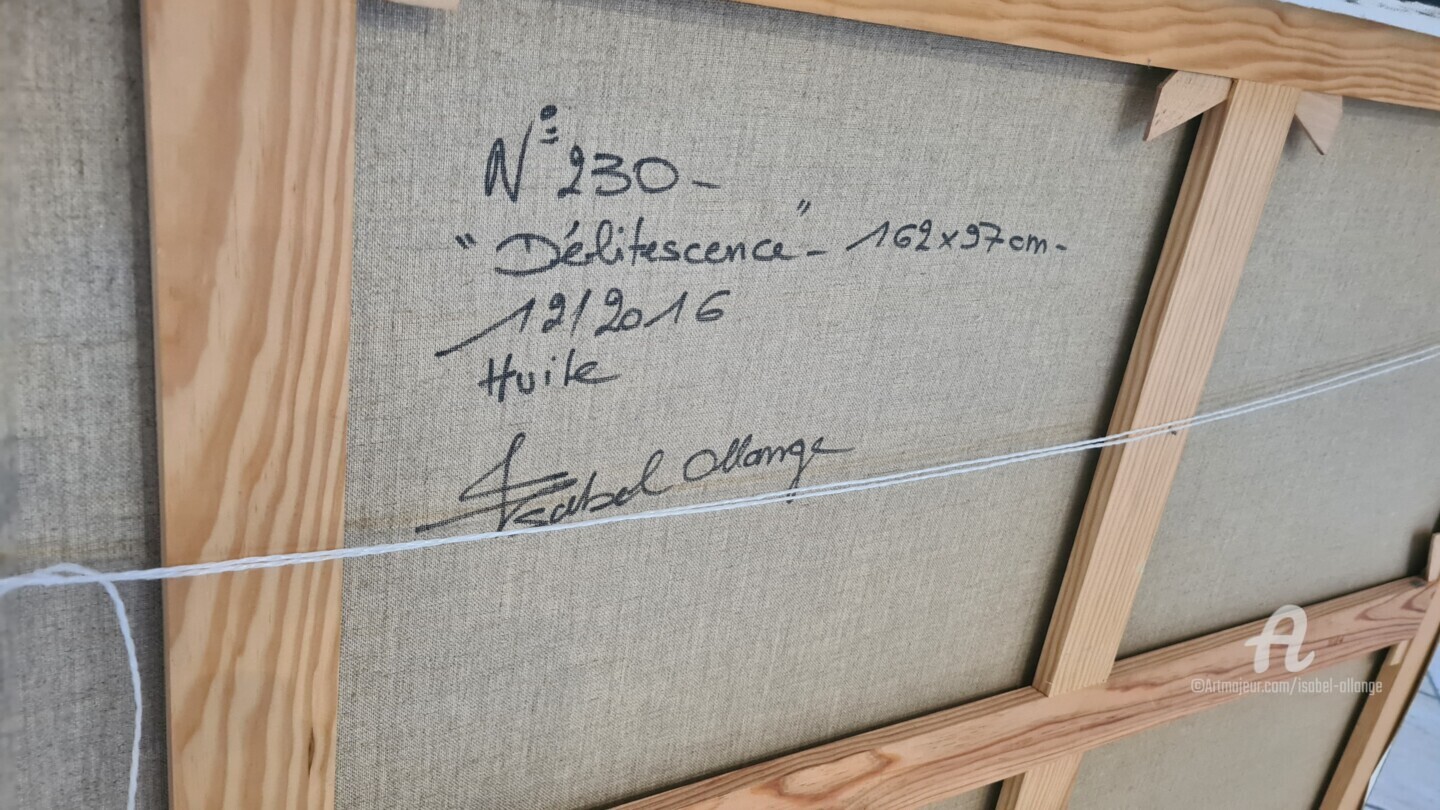 N° 230 -
"Délitescence" - 162 x 97 cm -
12/2016
Huile
Isabel Ollange
A
©Artmajeur.com/isabel-ollange